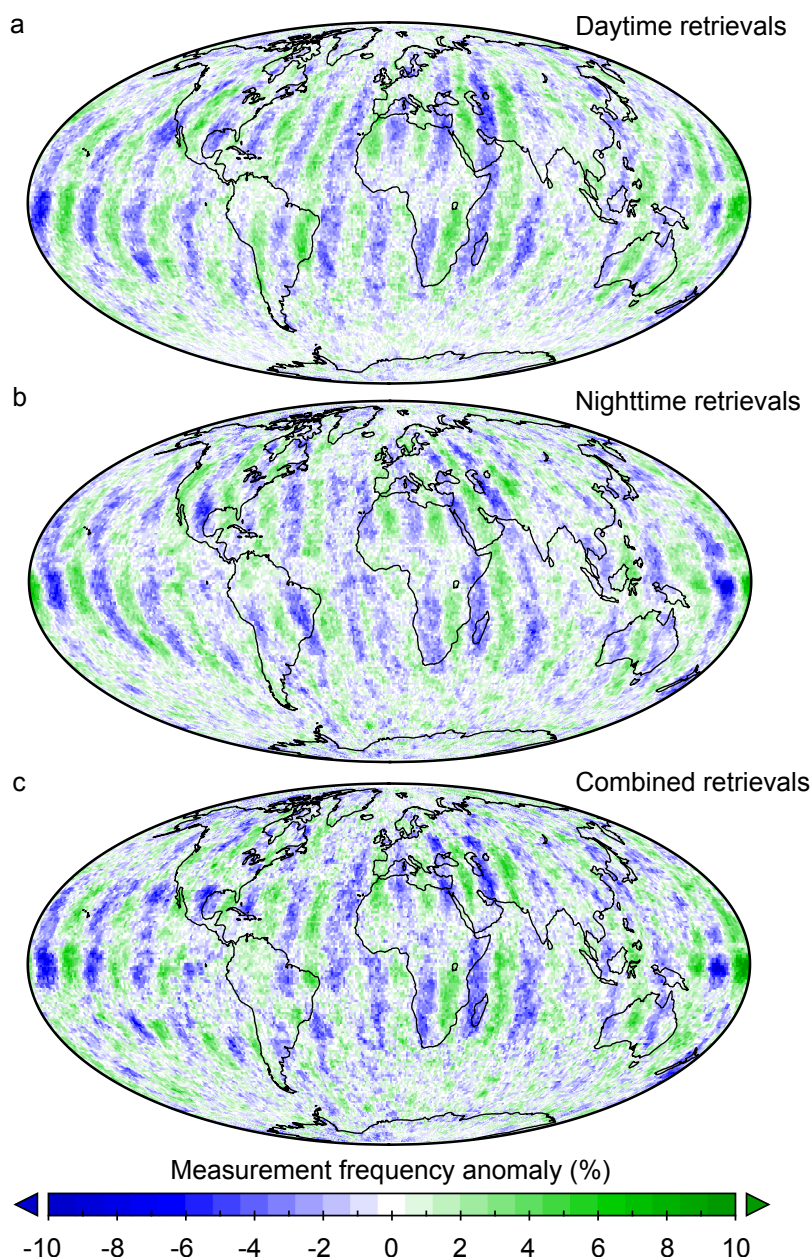 a
Daytime retrievals
b
Nighttime retrievals
c
Combined retrievals
Measurement frequency anomaly (%)
-10 -8 -6 -4 -2 0 2 4 6 8 10